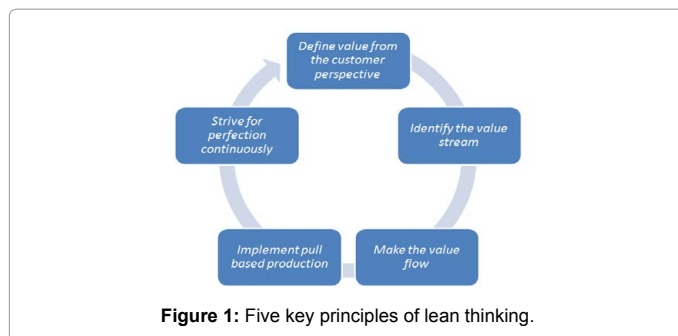 Define value from
the customer
perspective
Identify the value
stream
Make the value
flow
Implement pull
based production
Strive for
perfection
continuously
Figure 1: Five key principles of lean thinking.